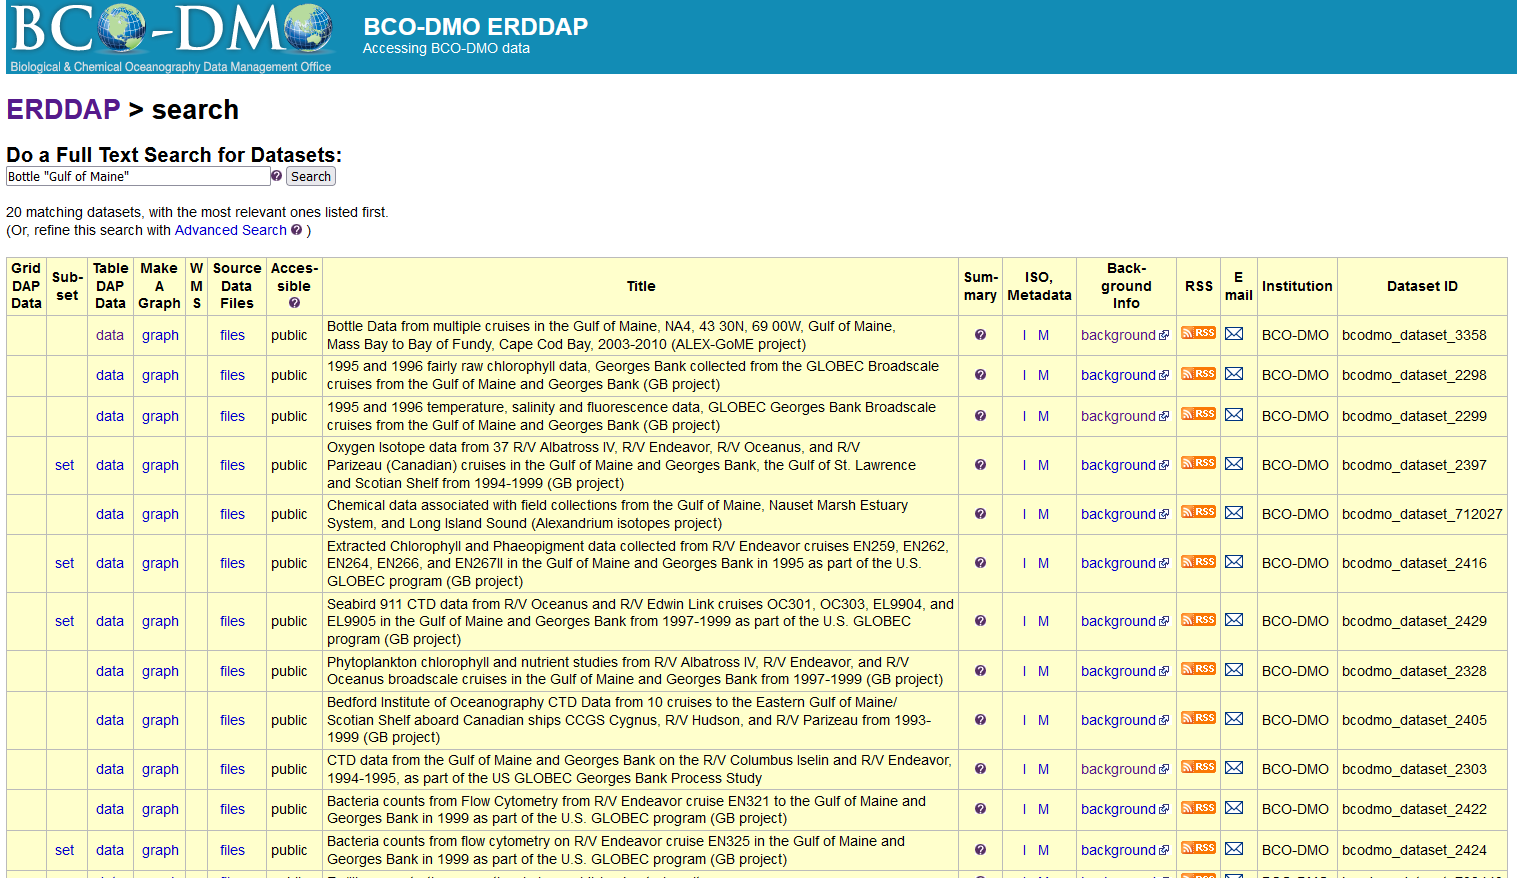 BCO-DMO
Biological & Chemical Oceanography Data Management Office
BCO-DMO ERDDAP
Accessing BCO-DMO data
ERDDAP > search
Do a Full Text Search for Datasets:
Bottle "Gulf of Maine" ? Search
20 matching datasets, with the most relevant ones listed first.
(Or, refine this search with Advanced Search ? )
Grid DAP Data Sub-set Table DAP Data Make A Graph W M S Source Data Files Acces-sible ? Title Sum-mary ISO, Metadata Back-ground Info RSS E mail Institution Dataset ID
data graph files public Bottle Data from multiple cruises in the Gulf of Maine, NA4, 43 30N, 69 00W, Gulf of Maine,
Mass Bay to Bay of Fundy, Cape Cod Bay, 2003-2010 (ALEX-GoME project) ? I M background RSS BCO-DMO bcodmo_dataset_3358
data graph files public 1995 and 1996 fairly raw chlorophyll data, Georges Bank collected from the GLOBEC Broadscale
cruises from the Gulf of Maine and Georges Bank (GB project) ? I M background RSS BCO-DMO bcodmo_dataset_2298
data graph files public 1995 and 1996 temperature, salinity and fluorescence data, GLOBEC Georges Bank Broadscale
cruises from the Gulf of Maine and Georges Bank (GB project) ? I M background RSS BCO-DMO bcodmo_dataset_2299
set data graph files public Oxygen Isotope data from 37 R/V Albatross IV, R/V Endeavor, R/V Oceanus, and R/V
Parizeau (Canadian) cruises in the Gulf of Maine and Georges Bank, the Gulf of St. Lawrence
and Scotian Shelf from 1994-1999 (GB project) ? I M background RSS BCO-DMO bcodmo_dataset_2397
data graph files public Chemical data associated with field collections from the Gulf of Maine, Nauset Marsh Estuary
System, and Long Island Sound (Alexandrium isotopes project) ? I M background RSS BCO-DMO bcodmo_dataset_712027
set data graph files public Extracted Chlorophyll and Phaeopigment data collected from R/V Endeavor cruises EN259, EN262,
EN264, EN266, and EN267II in the Gulf of Maine and Georges Bank in 1995 as part of the U.S.
GLOBEC program (GB project) ? I M background RSS BCO-DMO bcodmo_dataset_2416
set data graph files public Seabird 911 CTD data from R/V Oceanus and R/V Edwin Link cruises OC301, OC303, EL9904, and
EL9905 in the Gulf of Maine and Georges Bank from 1997-1999 as part of the U.S. GLOBEC
program (GB project) ? I M background RSS BCO-DMO bcodmo_dataset_2429
data graph files public Phytoplankton chlorophyll and nutrient studies from R/V Albatross IV, R/V Endeavor, and R/V
Oceanus broadscale cruises in the Gulf of Maine and Georges Bank from 1997-1999 (GB project) ? I M background RSS BCO-DMO bcodmo_dataset_2328
data graph files public Bedford Institute of Oceanography CTD Data from 10 cruises to the Eastern Gulf of Maine/
Scotian Shelf aboard Canadian ships CCGS Cygnus, R/V Hudson, and R/V Parizeau from 1993-
1999 (GB project) ? I M background RSS BCO-DMO bcodmo_dataset_2405
data graph files public CTD data from the Gulf of Maine and Georges Bank on the R/V Columbus Iselin and R/V Endeavor,
1994-1995, as part of the US GLOBEC Georges Bank Process Study ? I M background RSS BCO-DMO bcodmo_dataset_2303
data graph files public Bacteria counts from Flow Cytometry from R/V Endeavor cruise EN321 to the Gulf of Maine and
Georges Bank in 1999 as part of the U.S. GLOBEC program (GB project) ? I M background RSS BCO-DMO bcodmo_dataset_2422
set data graph files public Bacteria counts from flow cytometry on R/V Endeavor cruise EN325 in the Gulf of Maine and
Georges Bank in 1999 as part of the U.S. GLOBEC program (GB project) ? I M background RSS BCO-DMO bcodmo_dataset_2424